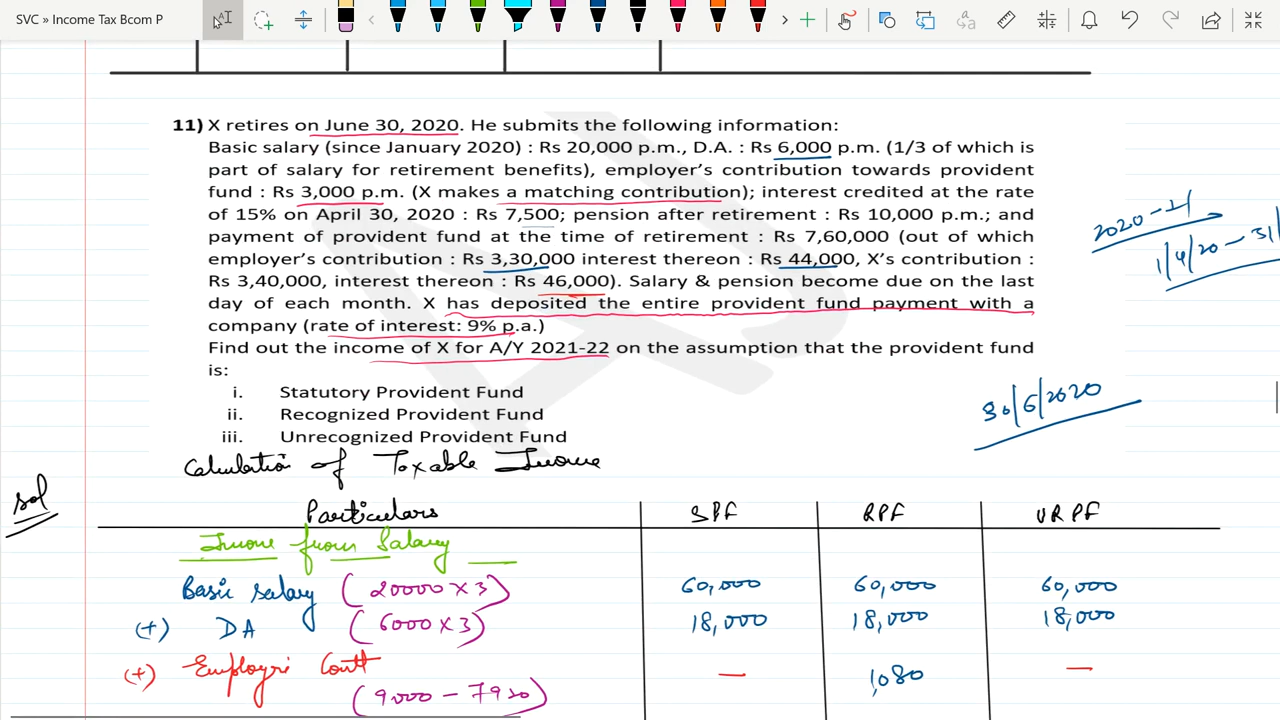 SVC » Income Tax Bcom P
11) X retires on June 30, 2020. He submits the following information:
Basic salary (since January 2020) : Rs 20,000 p.m., D.A. : Rs 6,000 p.m. (1/3 of which is
part of salary for retirement benefits), employer's contribution towards provident
fund : Rs 3,000 p.m. (X makes a matching contribution); interest credited at the rate
of 15% on April 30, 2020 : Rs 7,500; pension after retirement : Rs 10,000 p.m.; and
payment of provident fund at the time of retirement : Rs 7,60,000 (out of which
employer's contribution : Rs 3,30,000 interest thereon : Rs 44,000, X's contribution :
Rs 3,40,000, interest thereon : Rs 46,000). Salary & pension become due on the last
day of each month. X has deposited the entire provident fund payment with a
company (rate of interest: 9% p.a.)
Find out the income of X for A/Y 2021-22 on the assumption that the provident fund
is:
i. Statutory Provident Fund
ii. Recognized Provident Fund
iii. Unrecognized Provident Fund
2020-21
1/4/20 - 31/
30/6/2020
Calculation of Taxable Income
Sol
Particulars SPF RPF URPF
Income from Salary
Basic Salary (20000 x 3) 60,000 60,000 60,000
(+) DA (6000 x 3) 18,000 18,000 18,000
(+) Employer Contt — 1,080 —
(9000 - 7920)